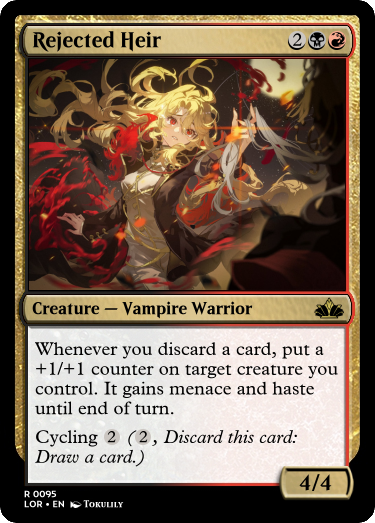 Rejected Heir 2
Creature — Vampire Warrior
Whenever you discard a card, put a
+1/+1 counter on target creature you
control. It gains menace and haste
until end of turn.
Cycling 2 (2, Discard this card:
Draw a card.)
4/4
R 0095
LOR • EN Tokulily